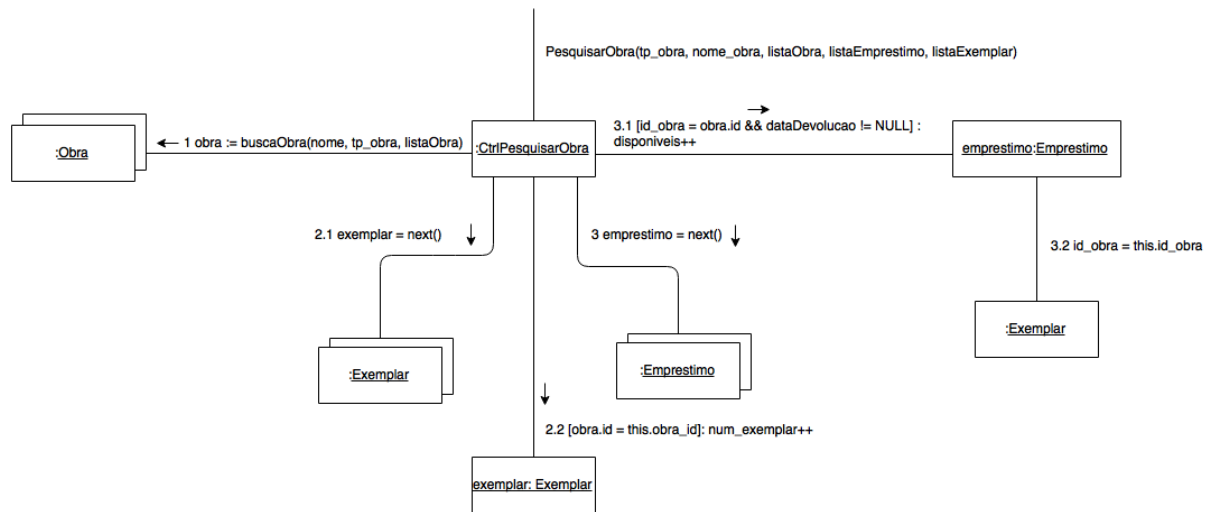 PesquisarObra(tp_obra, nome_obra, listaObra, listaEmprestimo, listaExemplar)
:Obra
1 obra := buscaObra(nome, tp_obra, listaObra)
:CtrlPesquisarObra
3.1 [id_obra = obra.id && dataDevolucao != NULL] :
disponiveis++
emprestimo:Emprestimo
2.1 exemplar = next()
3 emprestimo = next()
3.2 id_obra = this.id_obra
:Exemplar
:Emprestimo
:Exemplar
2.2 [obra.id = this.obra_id]: num_exemplar++
exemplar: Exemplar